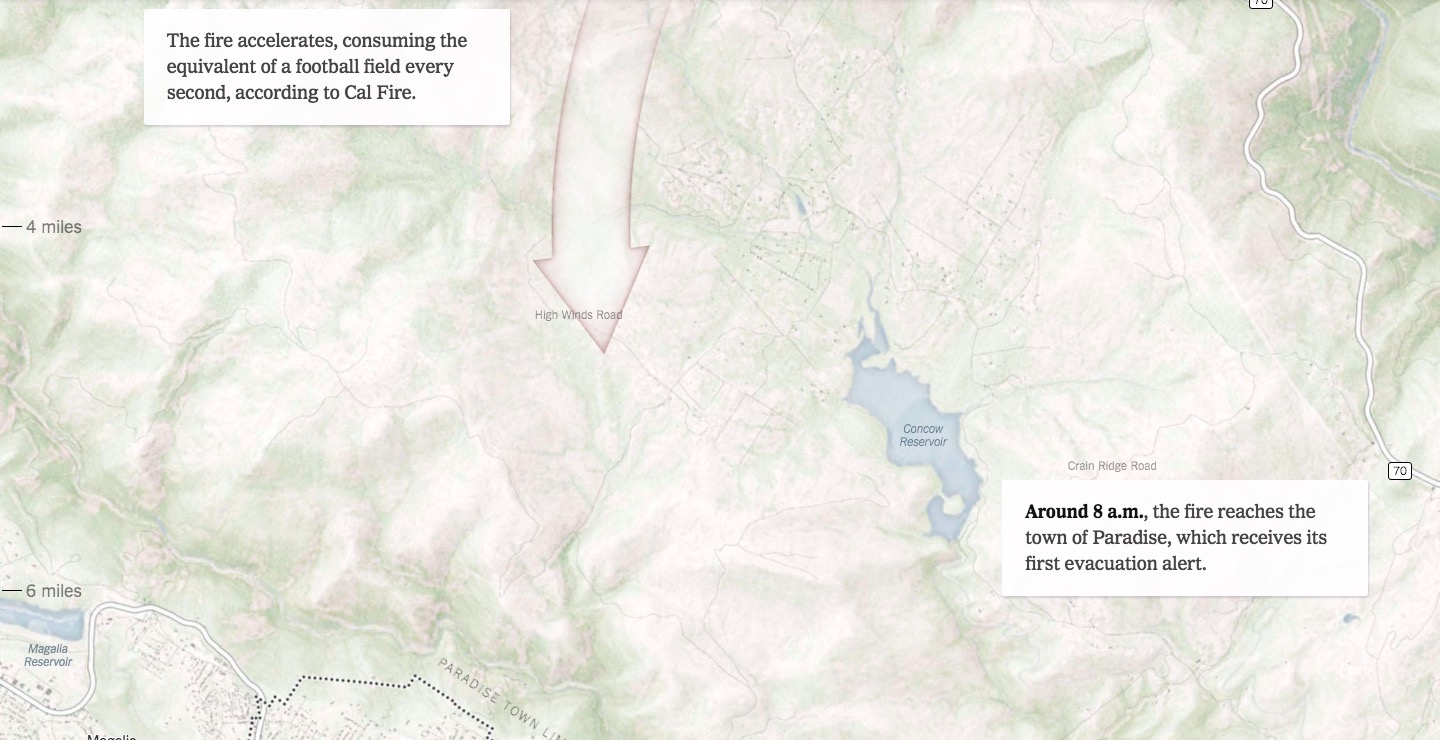 70
The fire accelerates, consuming the
equivalent of a football field every
second, according to Cal Fire.
4 miles
High Winds Road
Concow
Reservoir
Crain Ridge Road
70
Around 8 a.m., the fire reaches the
town of Paradise, which receives its
first evacuation alert.
6 miles
Magalia
Reservoir
PARADISE TOWN LIM
Magalia